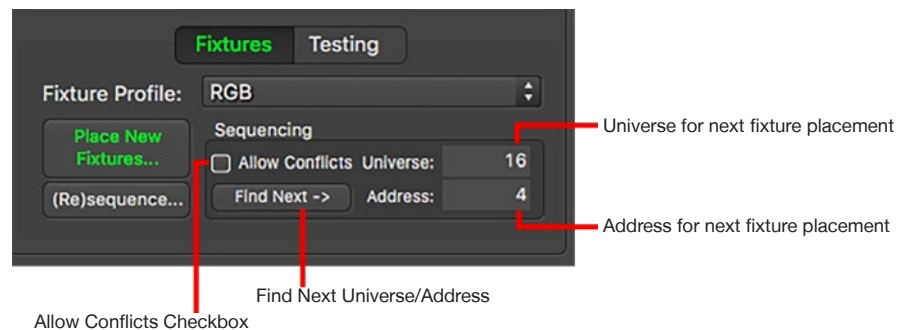 Fixtures Testing
Fixture Profile: RGB
Place New
Fixtures...
(Re)sequence...
Sequencing
Allow Conflicts Universe: 16
Find Next -> Address: 4
Universe for next fixture placement
Address for next fixture placement
Find Next Universe/Address
Allow Conflicts Checkbox